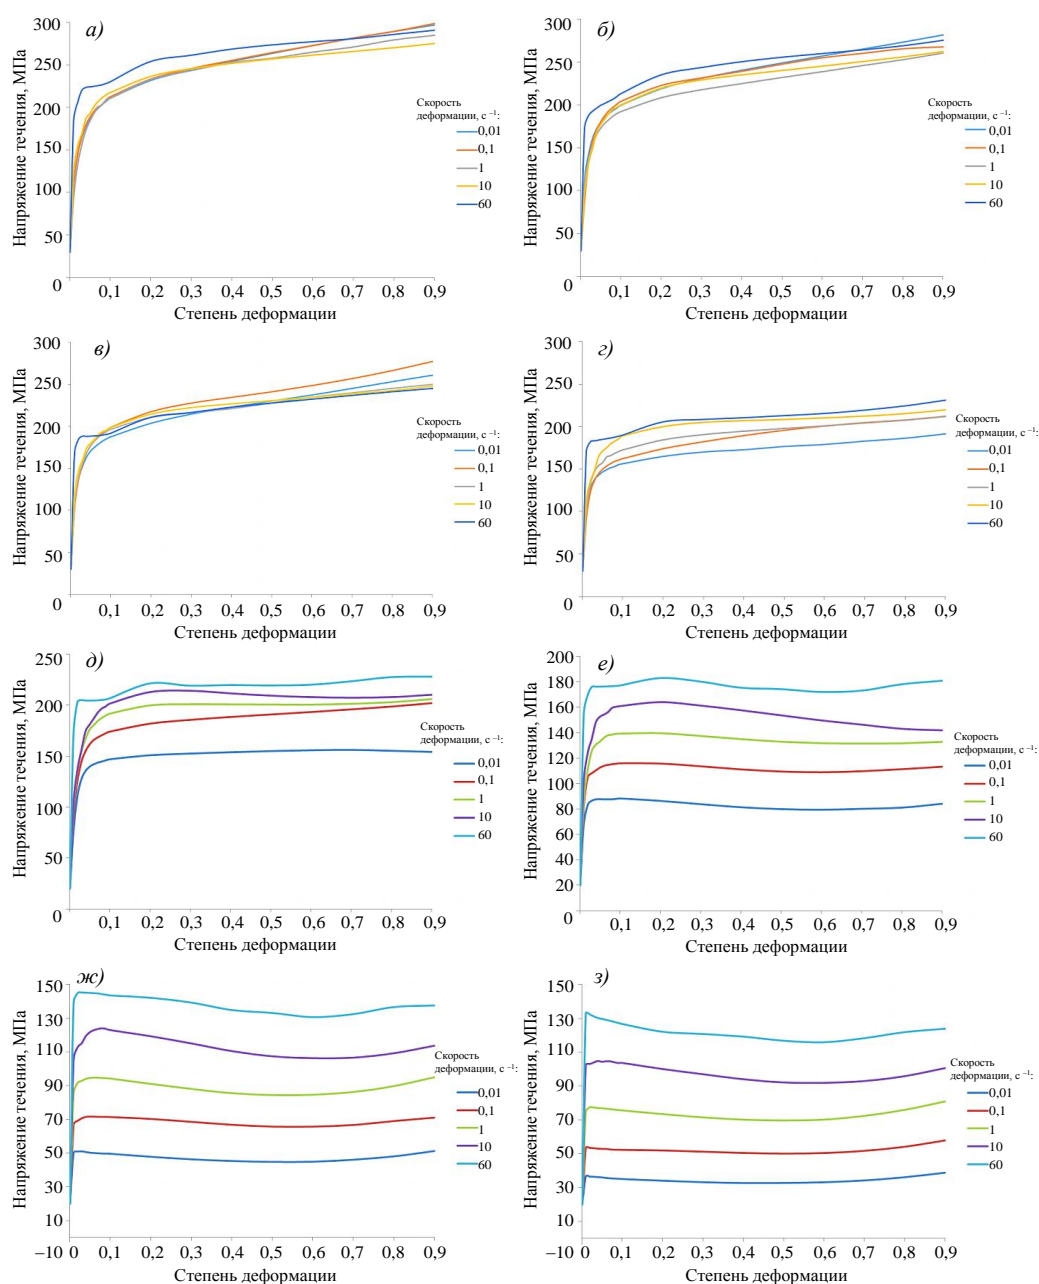 а)
Напряжение течения, МПа
300
250
200
150
100
50
0
0,1 0,2 0,3 0,4 0,5 0,6 0,7 0,8 0,9
Степень деформации
Скорость
деформации, с –1:
0,01
0,1
1
10
60
б)
Напряжение течения, МПа
300
250
200
150
100
50
0
0,1 0,2 0,3 0,4 0,5 0,6 0,7 0,8 0,9
Степень деформации
Скорость
деформации, с –1:
0,01
0,1
1
10
60
в)
Напряжение течения, МПа
300
250
200
150
100
50
0
0,1 0,2 0,3 0,4 0,5 0,6 0,7 0,8 0,9
Степень деформации
Скорость
деформации, с –1:
0,01
0,1
1
10
60
г)
Напряжение течения, МПа
300
250
200
150
100
50
0
0,1 0,2 0,3 0,4 0,5 0,6 0,7 0,8 0,9
Степень деформации
Скорость
деформации, с –1:
0,01
0,1
1
10
60
д)
Напряжение течения, МПа
250
200
150
100
50
0
0,1 0,2 0,3 0,4 0,5 0,6 0,7 0,8 0,9
Степень деформации
Скорость
деформации, с –1:
0,01
0,1
1
10
60
е)
Напряжение течения, МПа
200
180
160
140
120
100
80
60
40
20
0
0,1 0,2 0,3 0,4 0,5 0,6 0,7 0,8 0,9
Степень деформации
Скорость
деформации, с –1:
0,01
0,1
1
10
60
ж)
Напряжение течения, МПа
150
130
110
90
70
50
30
10
–10
0 0,1 0,2 0,3 0,4 0,5 0,6 0,7 0,8 0,9
Степень деформации
Скорость
деформации, с –1:
0,01
0,1
1
10
60
з)
Напряжение течения, МПа
150
130
110
90
70
50
30
10
–10
0 0,1 0,2 0,3 0,4 0,5 0,6 0,7 0,8 0,9
Степень деформации
Скорость
деформации, с –1:
0,01
0,1
1
10
60